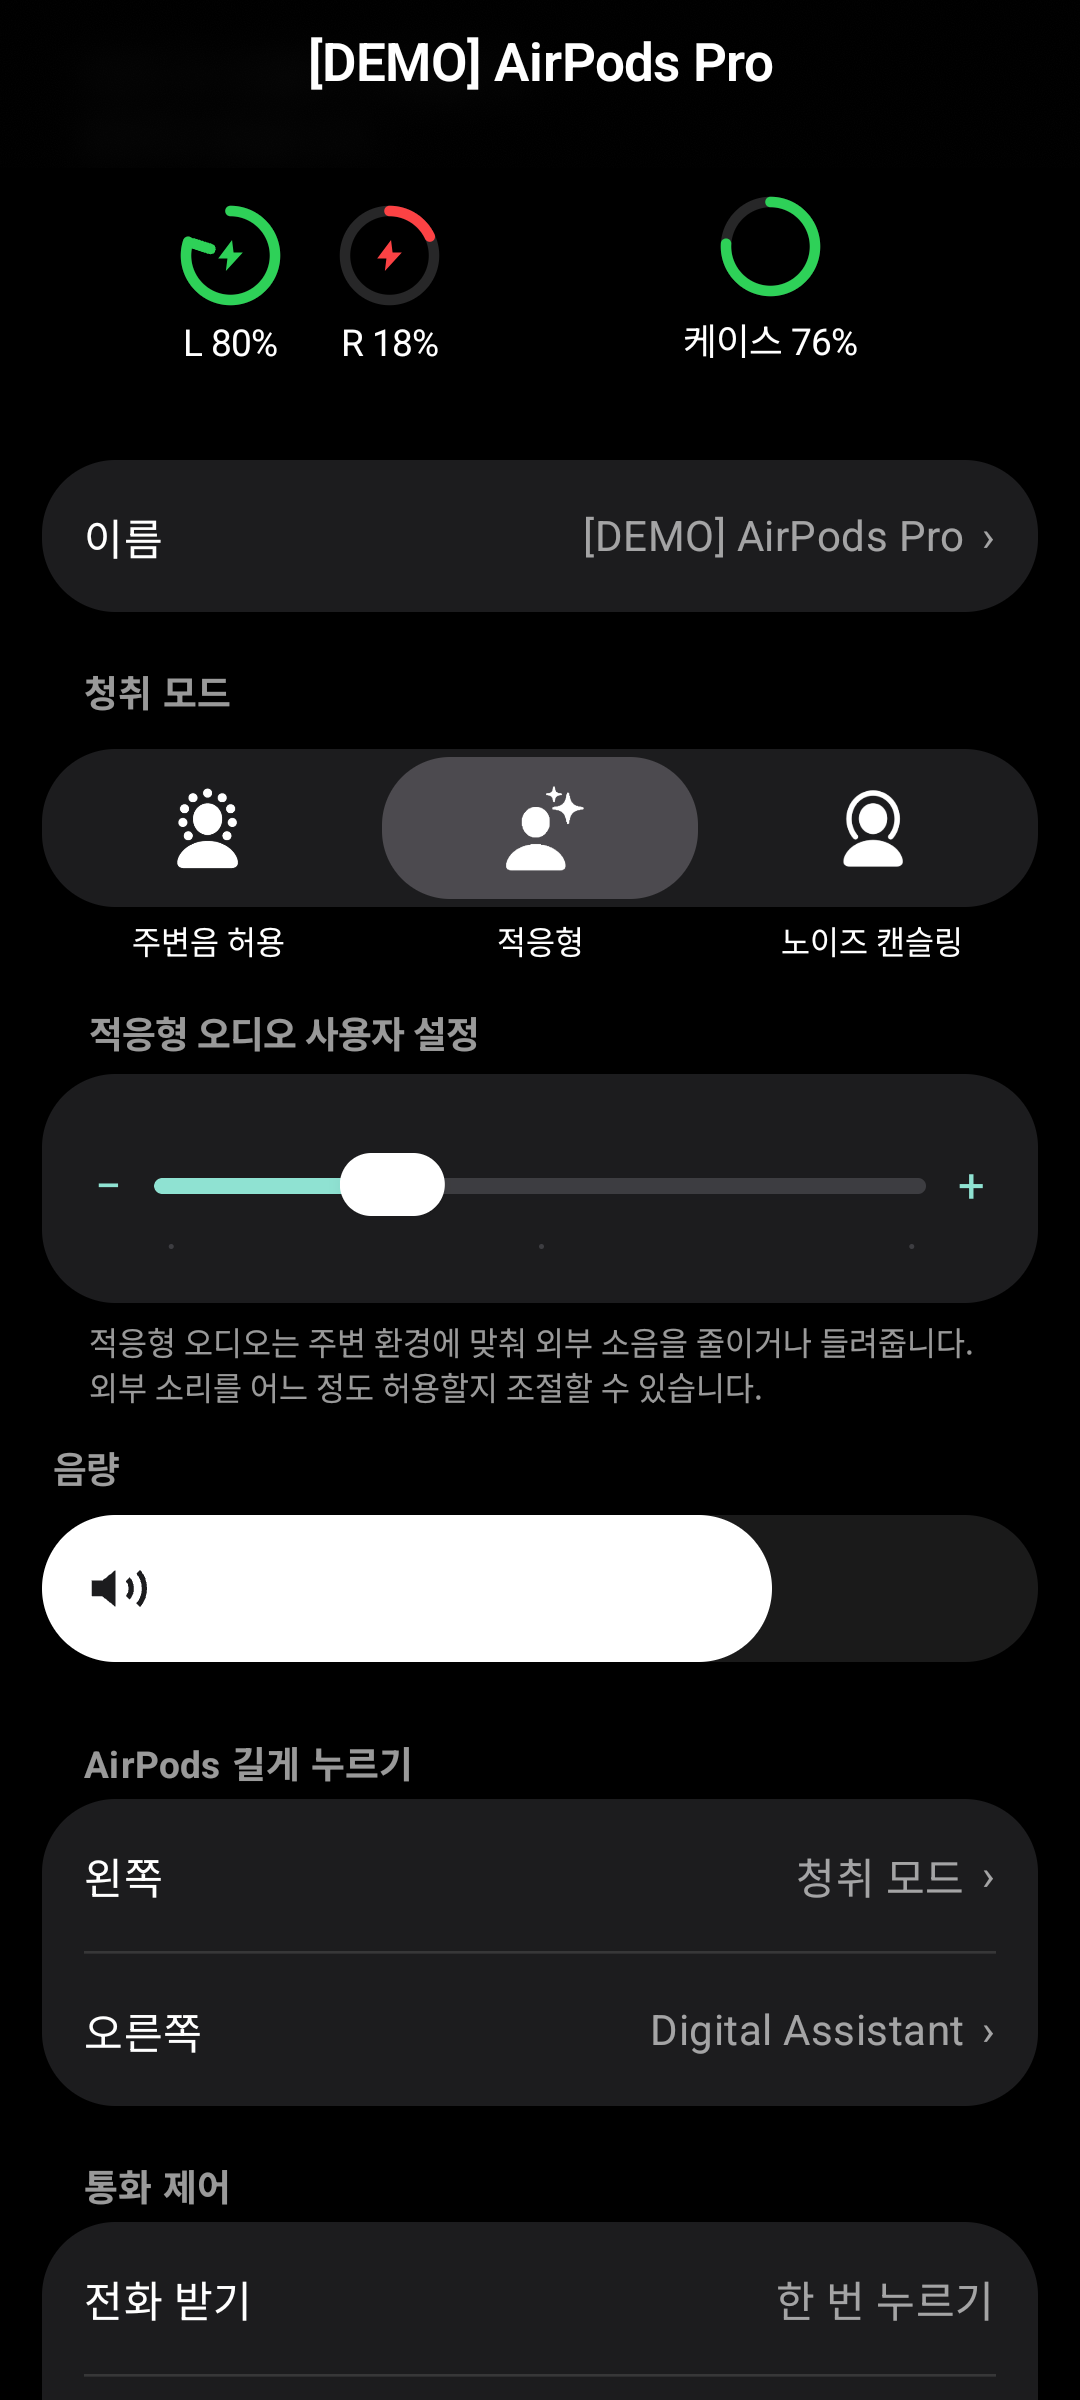 [DEMO] AirPods Pro
L 80%
R 18%
케이스 76%
이름
[DEMO] AirPods Pro ›
청취 모드
주변음 허용
적응형
노이즈 캔슬링
적응형 오디오 사용자 설정
−
+
적응형 오디오는 주변 환경에 맞춰 외부 소음을 줄이거나 들려줍니다.
외부 소리를 어느 정도 허용할지 조절할 수 있습니다.
음량
AirPods 길게 누르기
왼쪽
청취 모드 ›
오른쪽
Digital Assistant ›
통화 제어
전화 받기
한 번 누르기